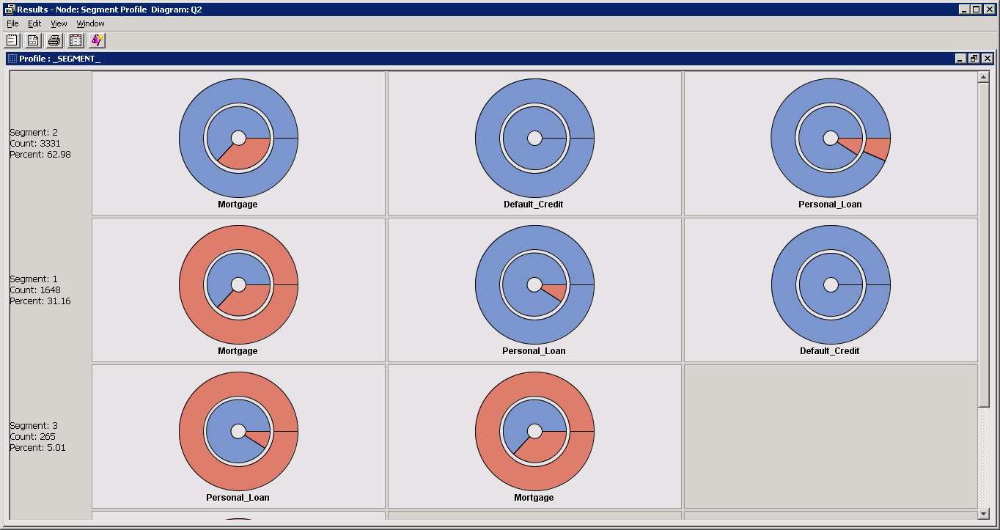 Results - Node: Segment Profile  Diagram: Q2
File Edit View Window
Profile : _SEGMENT_
Segment: 2
Count: 3331
Percent: 62.98
Mortgage
Default_Credit
Personal_Loan
Segment: 1
Count: 1648
Percent: 31.16
Mortgage
Personal_Loan
Default_Credit
Segment: 3
Count: 265
Percent: 5.01
Personal_Loan
Mortgage